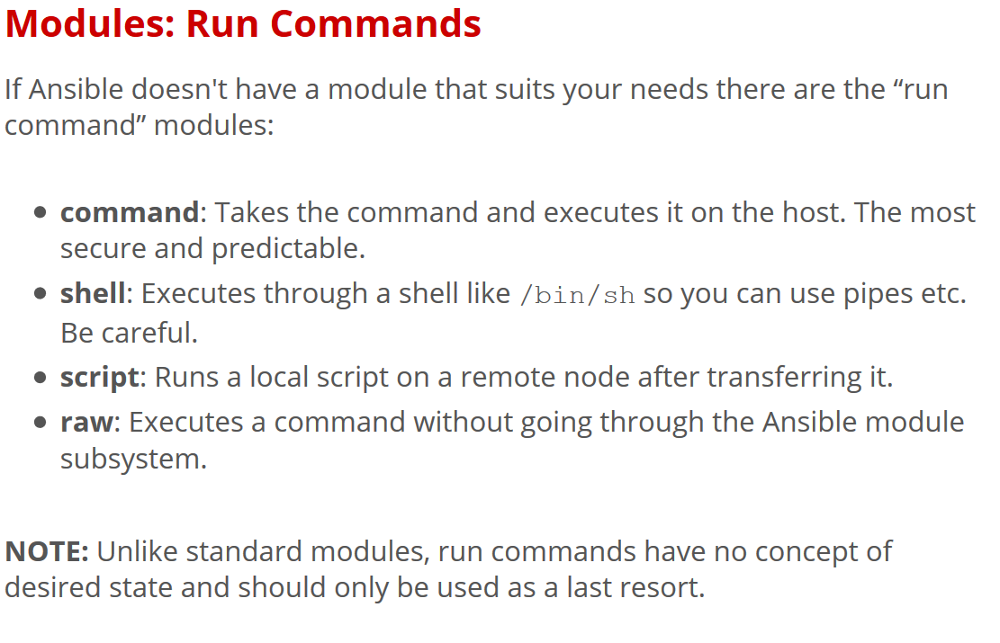 Modules: Run Commands
If Ansible doesn't have a module that suits your needs there are the “run
command” modules:
• command: Takes the command and executes it on the host. The most
secure and predictable.
• shell: Executes through a shell like /bin/sh so you can use pipes etc.
Be careful.
• script: Runs a local script on a remote node after transferring it.
• raw: Executes a command without going through the Ansible module
subsystem.
NOTE: Unlike standard modules, run commands have no concept of
desired state and should only be used as a last resort.